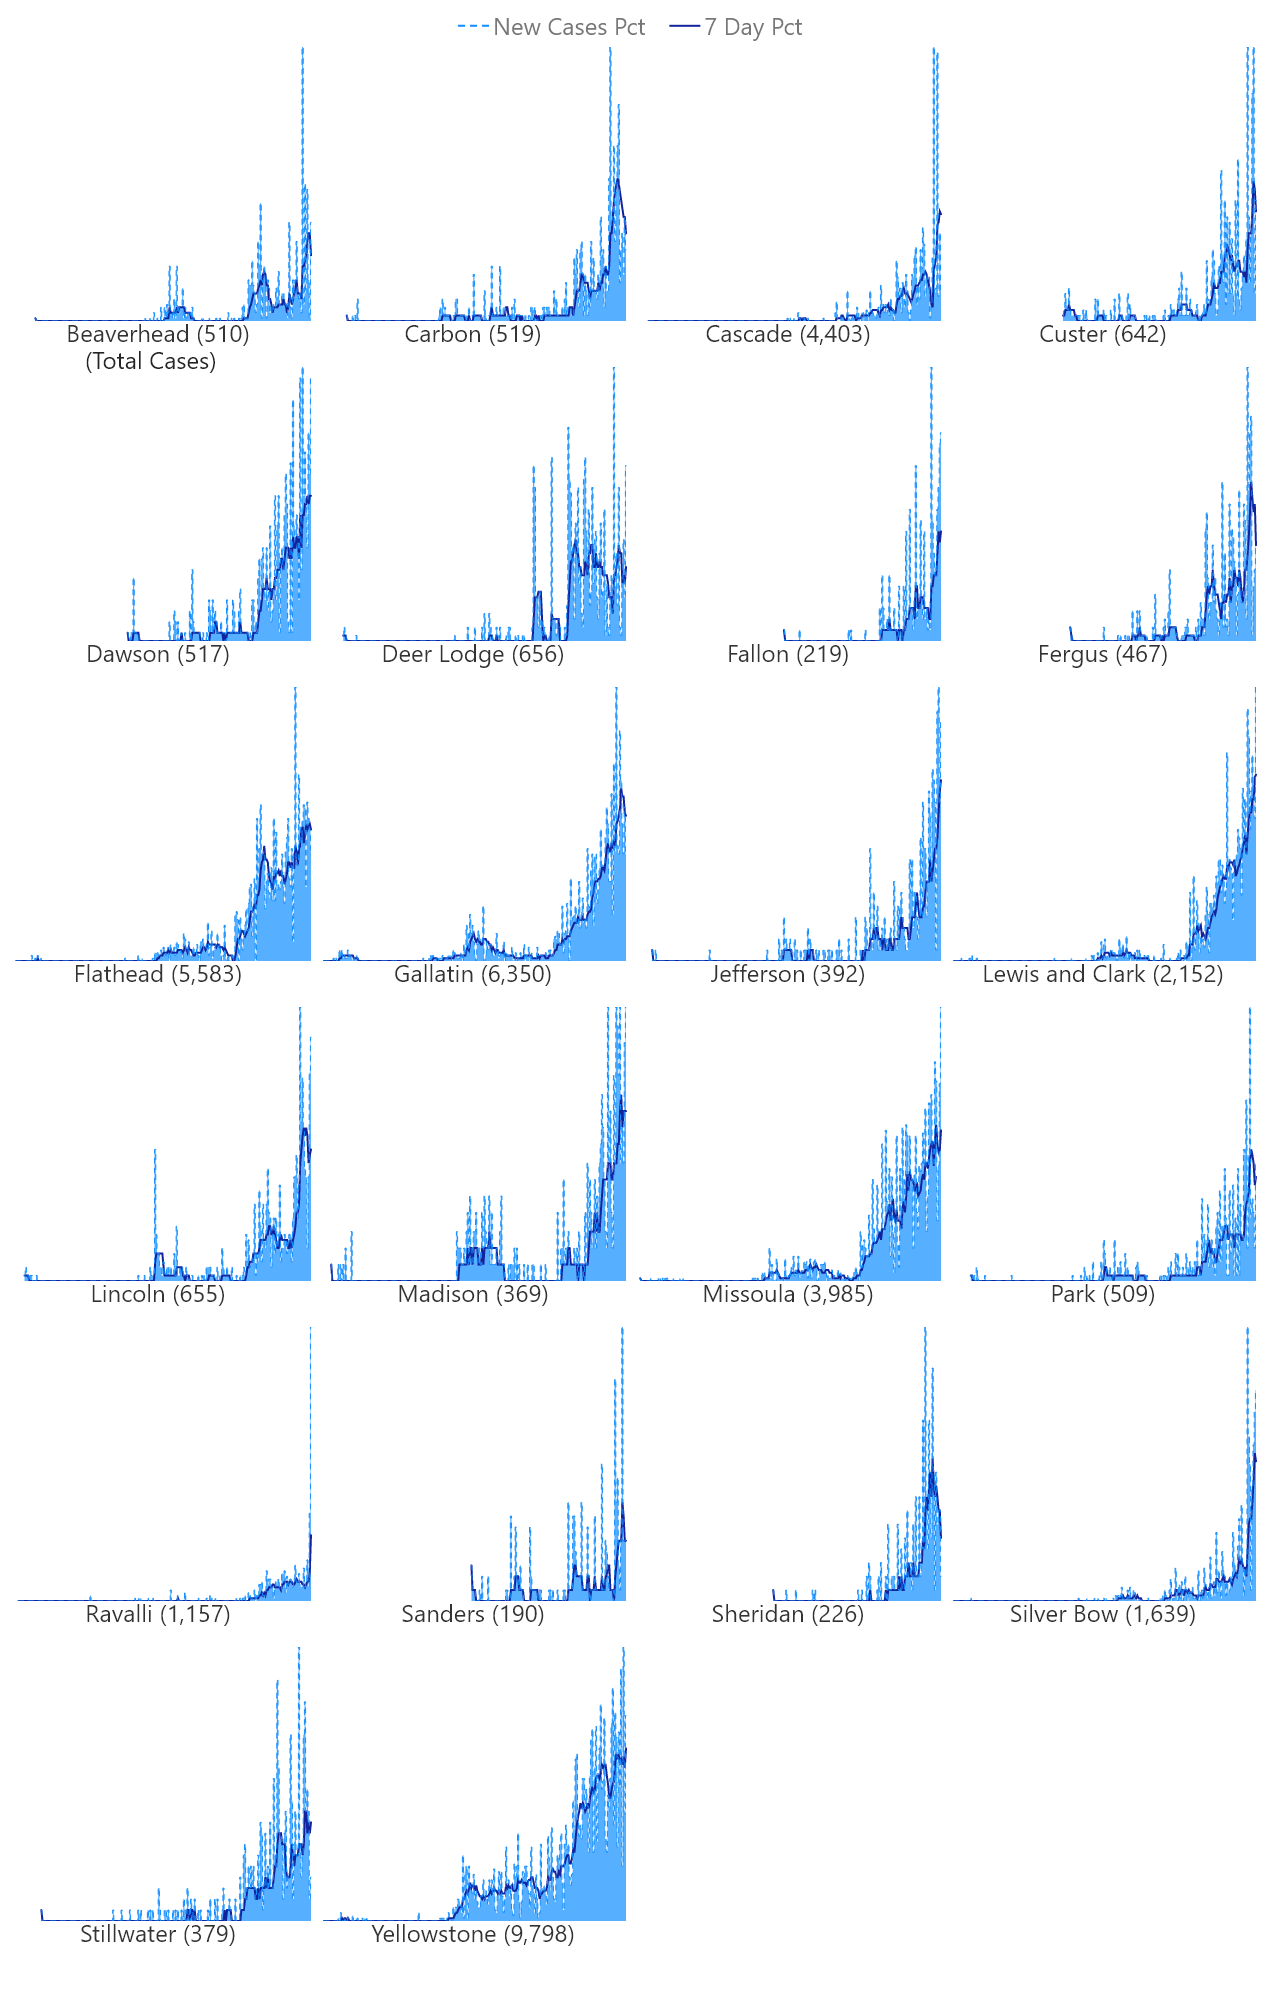 New Cases Pct 7 Day Pct
Beaverhead (510) Carbon (519) Cascade (4,403) Custer (642)
(Total Cases)
Dawson (517) Deer Lodge (656) Fallon (219) Fergus (467)
Flathead (5,583) Gallatin (6,350) Jefferson (392) Lewis and Clark (2,152)
Lincoln (655) Madison (369) Missoula (3,985) Park (509)
Ravalli (1,157) Sanders (190) Sheridan (226) Silver Bow (1,639)
Stillwater (379) Yellowstone (9,798)